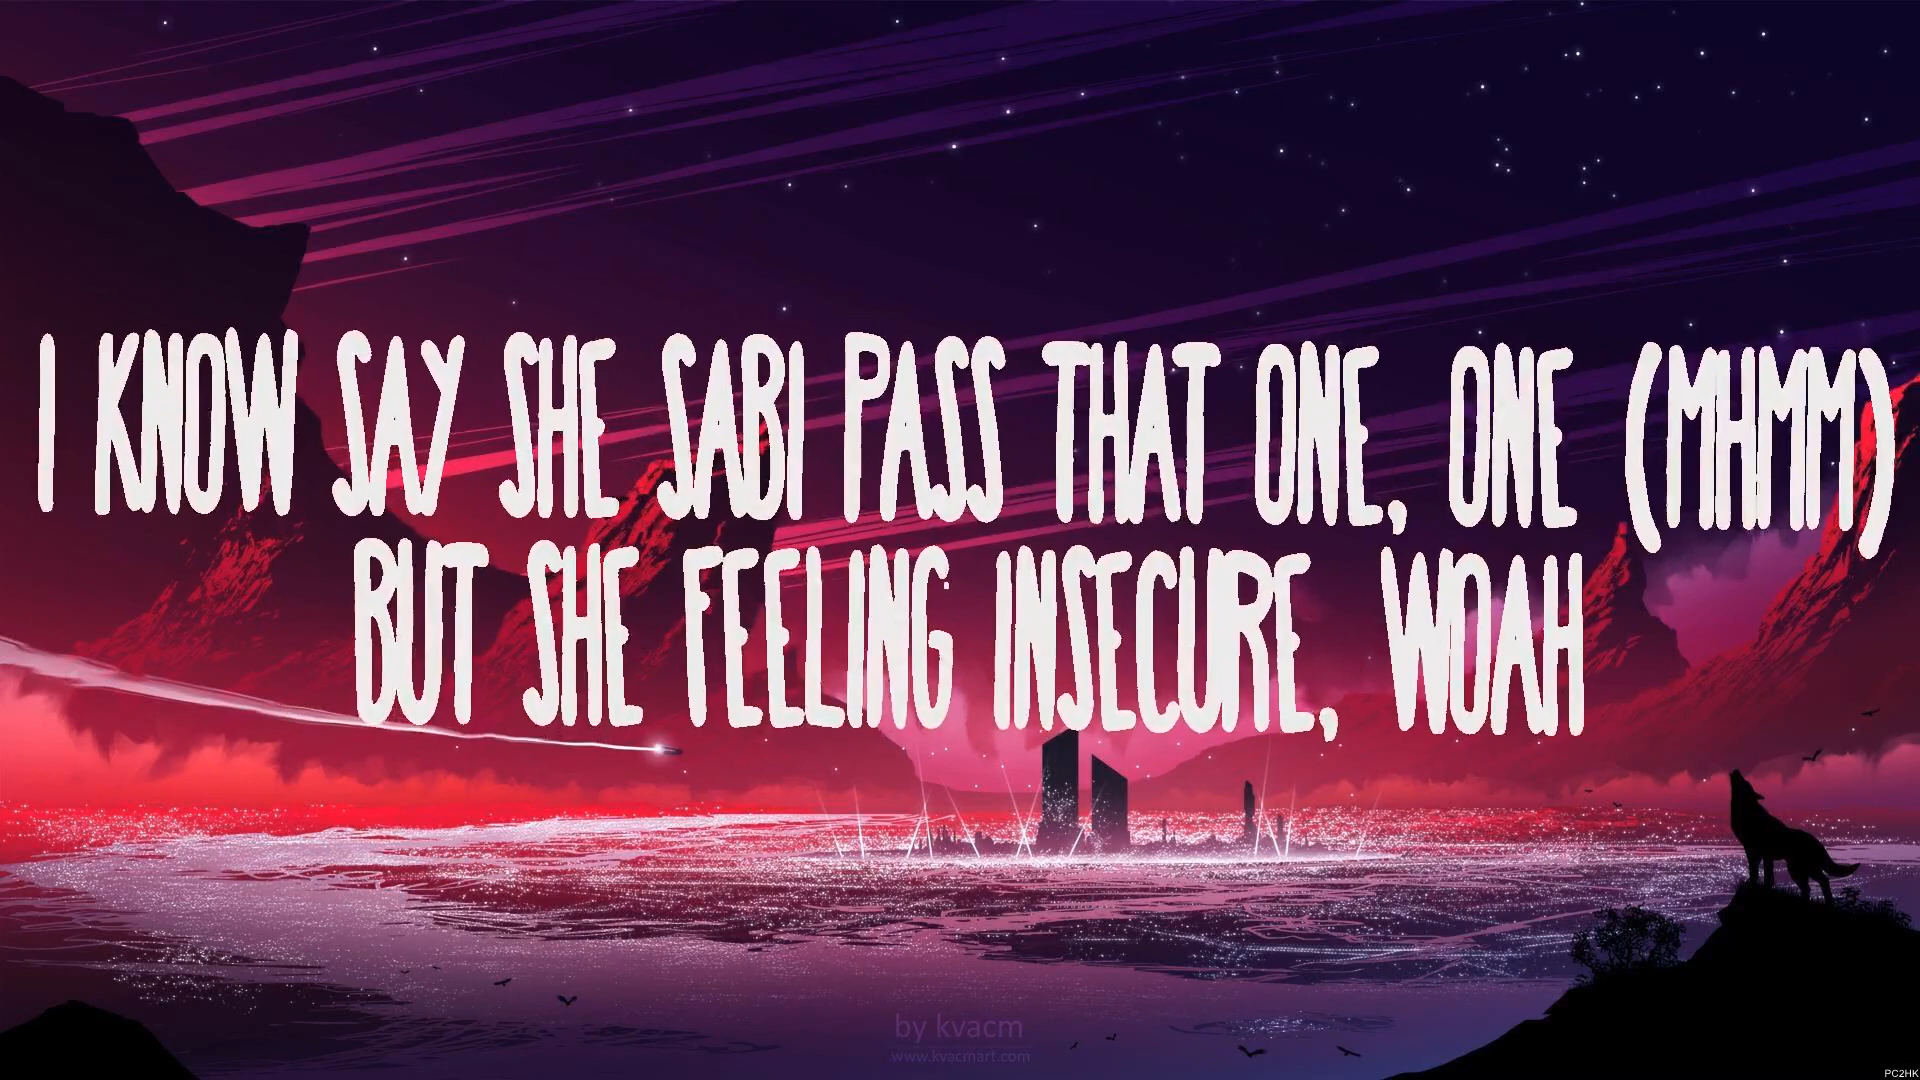 I KNOW SAY SHE SABI PASS THAT ONE, ONE (MHMM)
BUT SHE FEELING INSECURE, WOAH
by kvacm
www.kvacmart.com
PC2HK